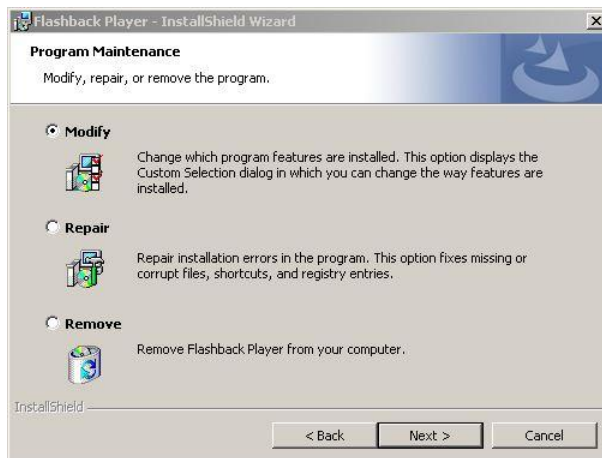 Flashback Player - InstallShield Wizard
Program Maintenance
Modify, repair, or remove the program.
Modify
Change which program features are installed. This option displays the
Custom Selection dialog in which you can change the way features are
installed.
Repair
Repair installation errors in the program. This option fixes missing or
corrupt files, shortcuts, and registry entries.
Remove
Remove Flashback Player from your computer.
InstallShield
< Back Next > Cancel